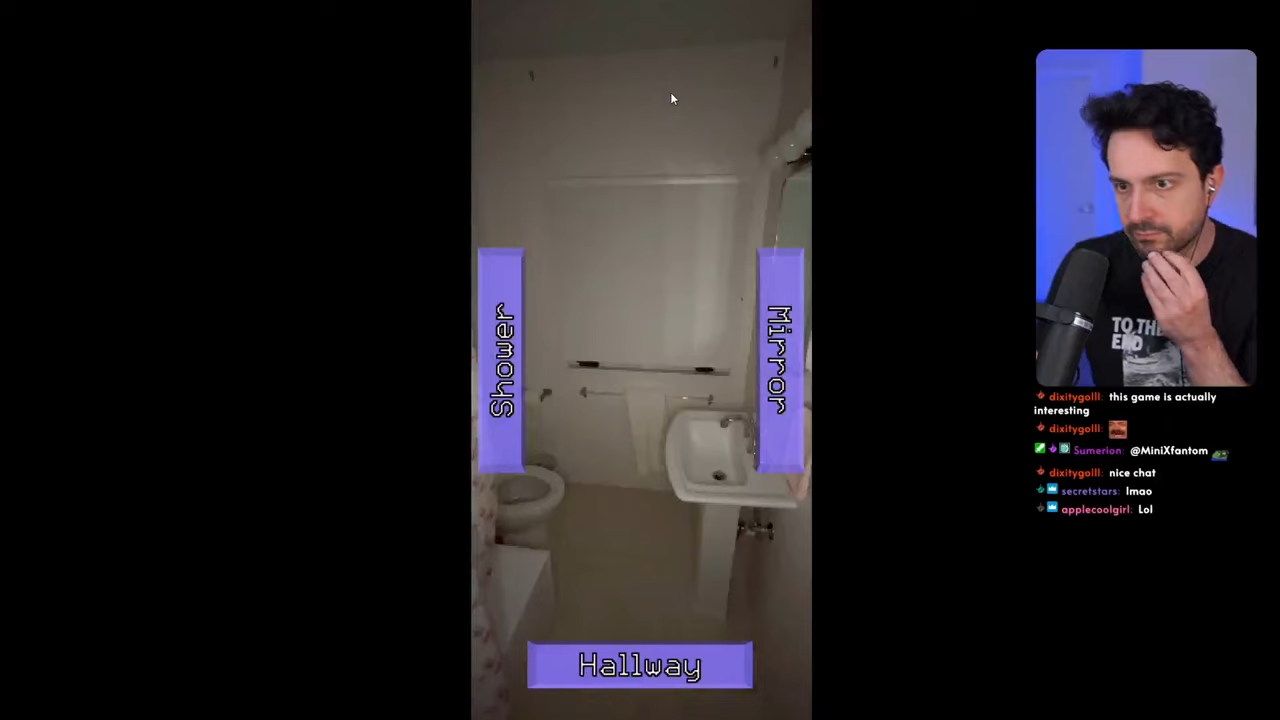 Shower
Mirror
Hallway
TO THE
END
dixitygolll: this game is actually
interesting
dixitygolll:
Sumerion: @MiniXfantom
dixitygolll: nice chat
secretstars: lmao
applecoolgirl: Lol